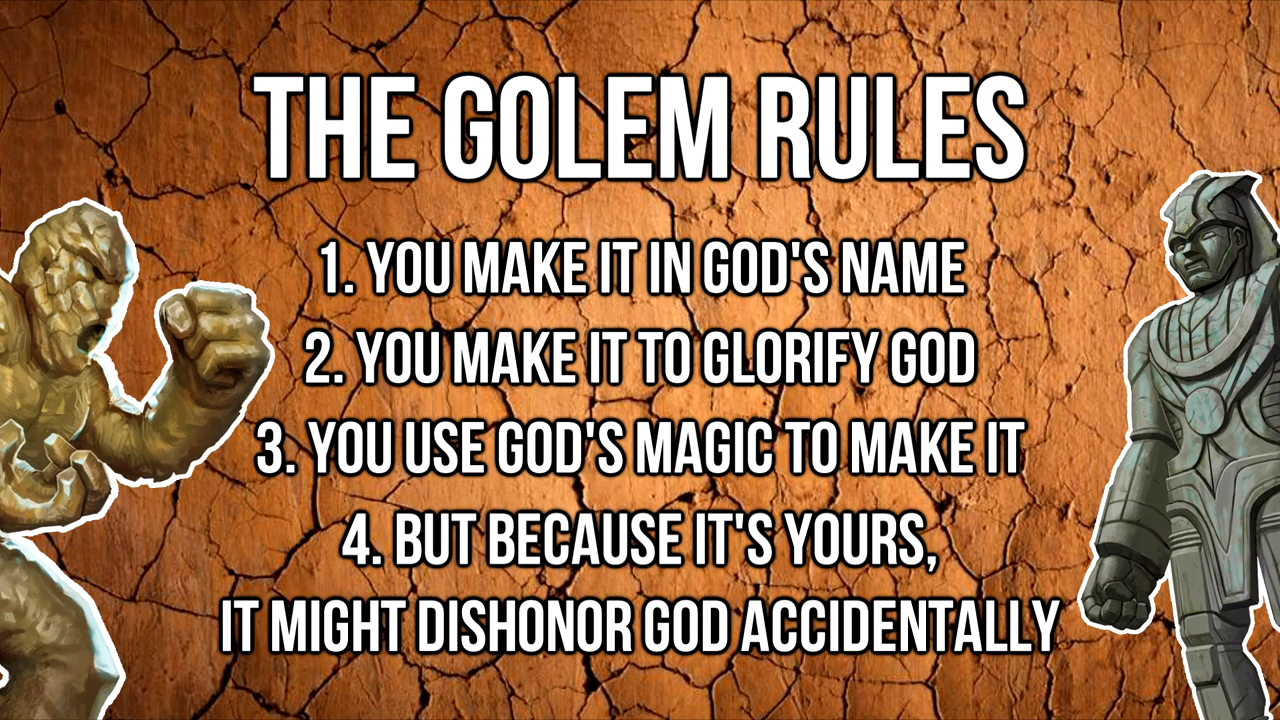 THE GOLEM RULES
1. YOU MAKE IT IN GOD'S NAME
2. YOU MAKE IT TO GLORIFY GOD
3. YOU USE GOD'S MAGIC TO MAKE IT
4. BUT BECAUSE IT'S YOURS,
IT MIGHT DISHONOR GOD ACCIDENTALLY